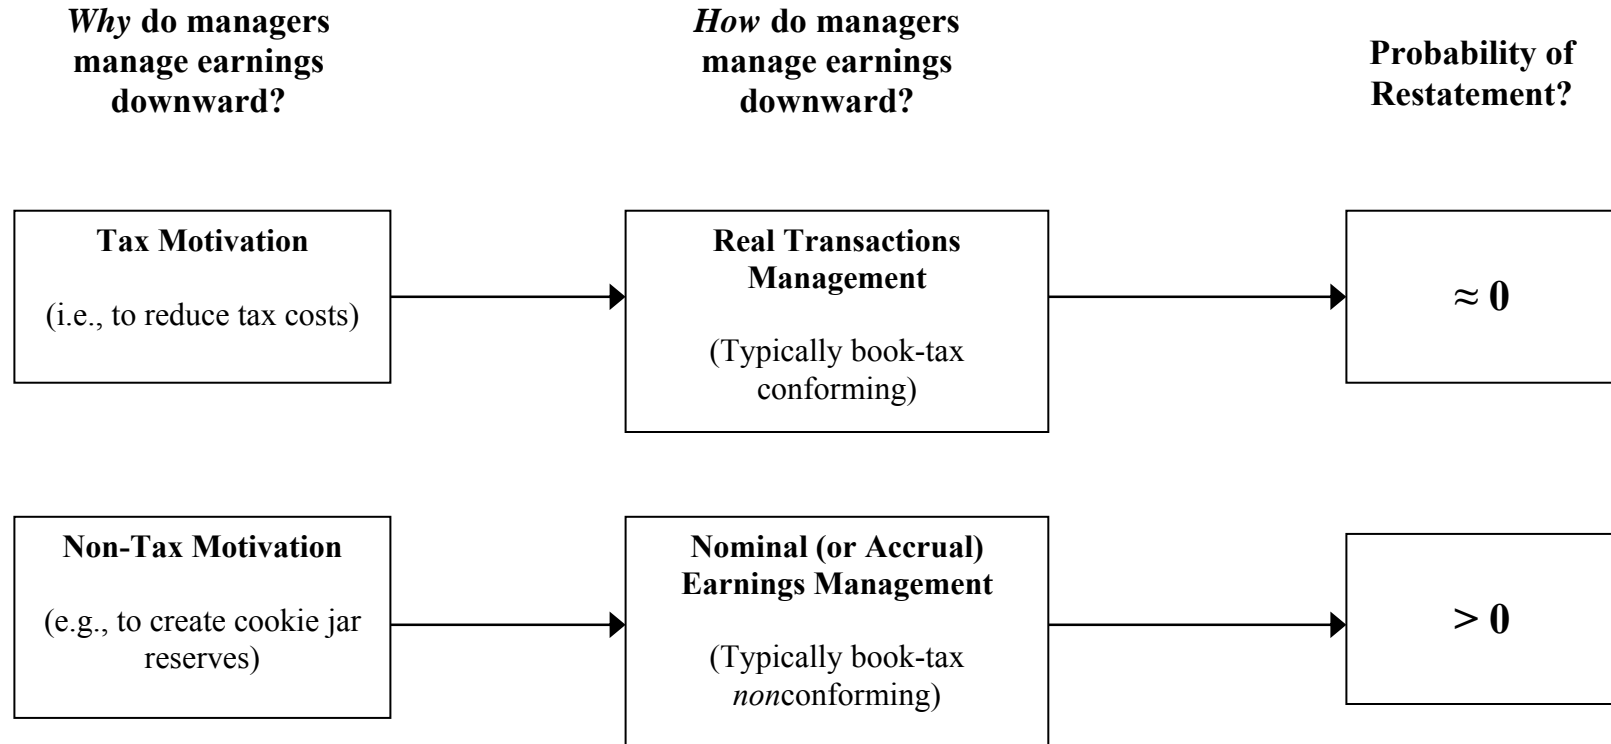 Why do managers
manage earnings
downward?
How do managers
manage earnings
downward?
Probability of
Restatement?
Tax Motivation
(i.e., to reduce tax costs)
Real Transactions
Management
(Typically book-tax
conforming)
≈ 0
Non-Tax Motivation
(e.g., to create cookie jar
reserves)
Nominal (or Accrual)
Earnings Management
(Typically book-tax
nonconforming)
> 0